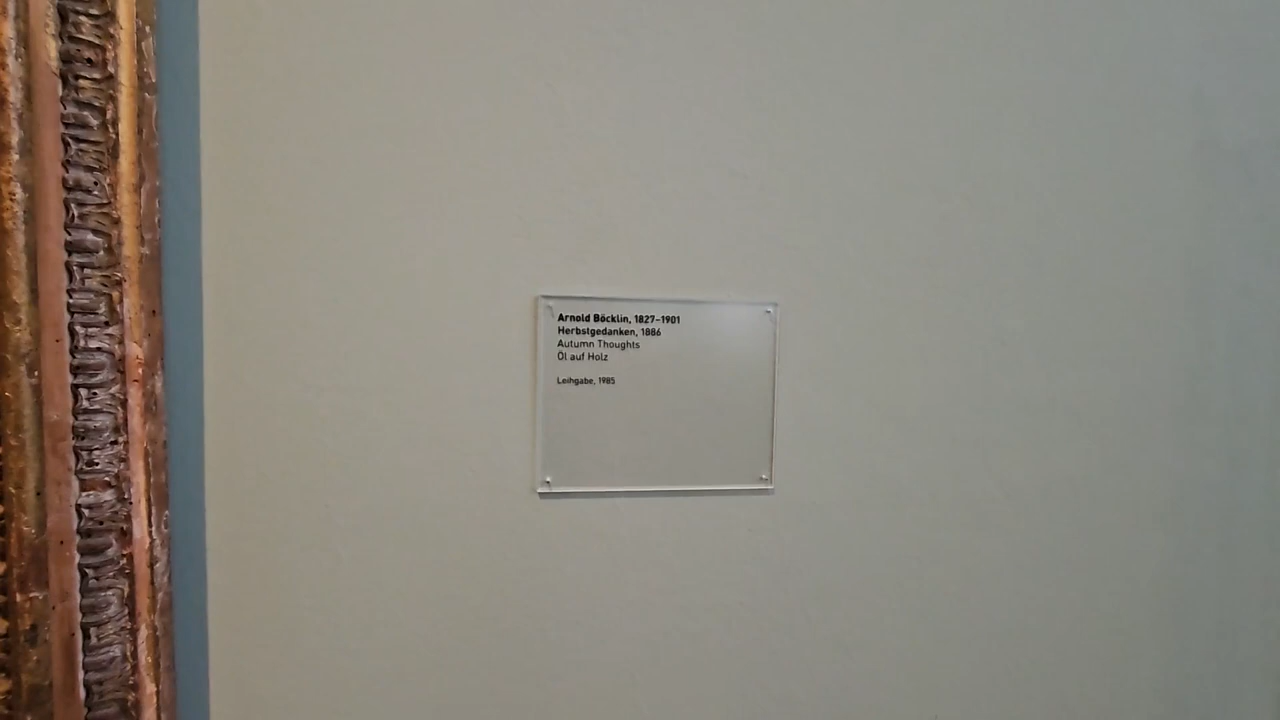 Arnold Böcklin, 1827–1901
Herbstgedanken, 1886
Autumn Thoughts
Öl auf Holz
Leihgabe, 1985